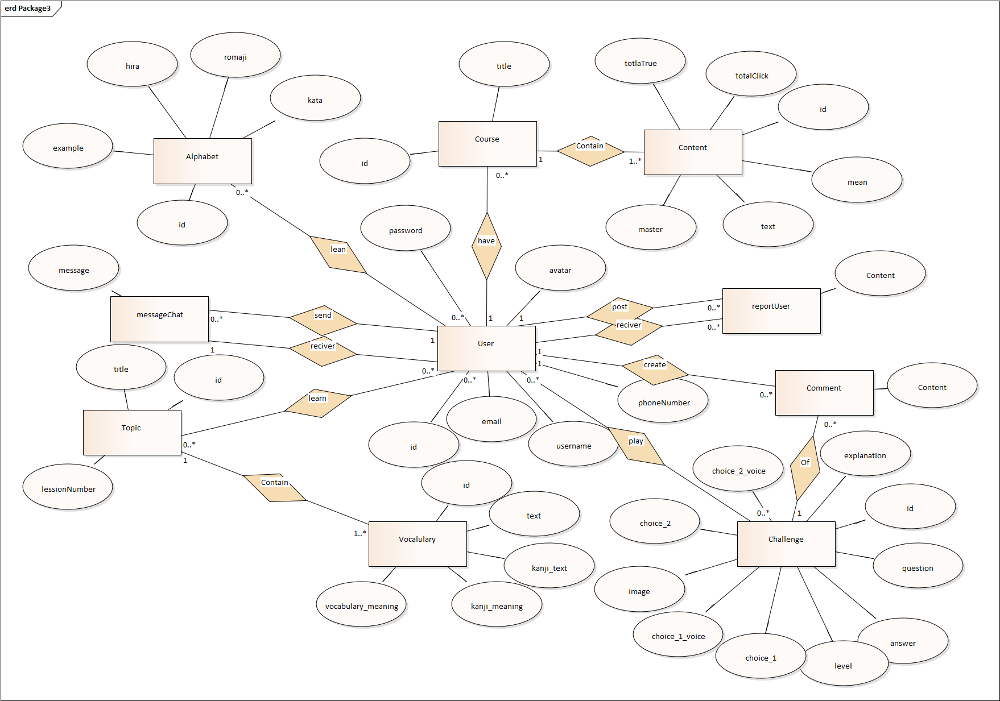 erd Package3
hira
romaji
kata
example
Alphabet
id
0..*
title
Course
id
1
0..*
Contain
1..*
totlaTrue
totalClick
id
Content
mean
text
master
lean
password
have
avatar
message
messageChat
0..*
1
send
reciver
0..*
1
1
1
User
0..*
0..*
0..*
1
1
post
reciver
0..*
0..*
reportUser
Content
create
phoneNumber
0..*
Comment
Content
0..*
title
id
learn
Topic
0..*
1
lessionNumber
id
email
username
play
Of
Contain
1..*
id
text
Vocalulary
kanji_text
vocabulary_meaning
kanji_meaning
choice_2_voice
explanation
0..*
1
choice_2
Challenge
id
question
image
choice_1_voice
choice_1
level
answer